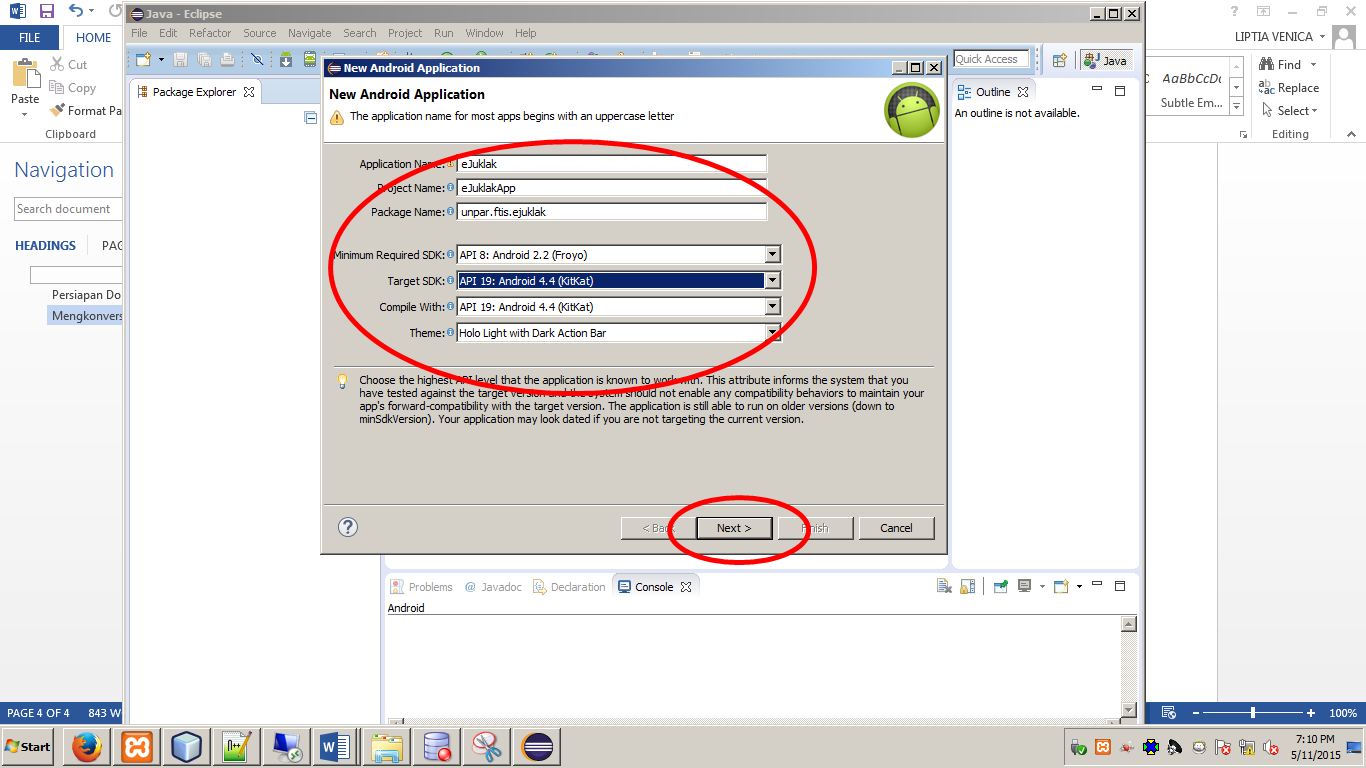 Java - Eclipse
File Edit Refactor Source Navigate Search Project Run Window Help
FILE HOME
LIPTIA VENICA
Paste
Cut
Copy
Format Pa
Clipboard
Quick Access
Java
AaBbCcDc
Subtle Em...
Find
Replace
Select
Editing
Package Explorer
Outline
An outline is not available.
Navigation
Search document
HEADINGS PAG
Persiapan Do
Mengkonvers
New Android Application
New Android Application
The application name for most apps begins with an uppercase letter
Application Name: eJuklak
Project Name: eJuklakApp
Package Name: unpar.ftis.ejuklak
Minimum Required SDK: API 8: Android 2.2 (Froyo)
Target SDK: API 19: Android 4.4 (KitKat)
Compile With: API 19: Android 4.4 (KitKat)
Theme: Holo Light with Dark Action Bar
Choose the highest API level that the application is known to work with. This attribute informs the system that you
have tested against the target version and the system should not enable any compatibility behaviors to maintain your
app's forward-compatibility with the target version. The application is still able to run on older versions (down to
minSdkVersion). Your application may look dated if you are not targeting the current version.
< Back Next > Finish Cancel
Problems @ Javadoc Declaration Console
Android
PAGE 4 OF 4 843 W
100%
Start
7:10 PM
5/11/2015